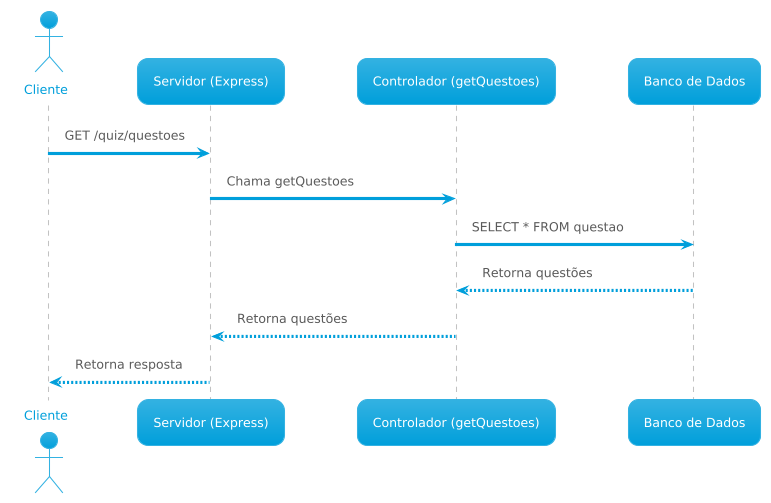 Cliente
Servidor (Express)
Controlador (getQuestoes)
Banco de Dados
GET /quiz/questoes
Chama getQuestoes
SELECT * FROM questao
Retorna questões
Retorna questões
Retorna resposta
Cliente
Servidor (Express)
Controlador (getQuestoes)
Banco de Dados